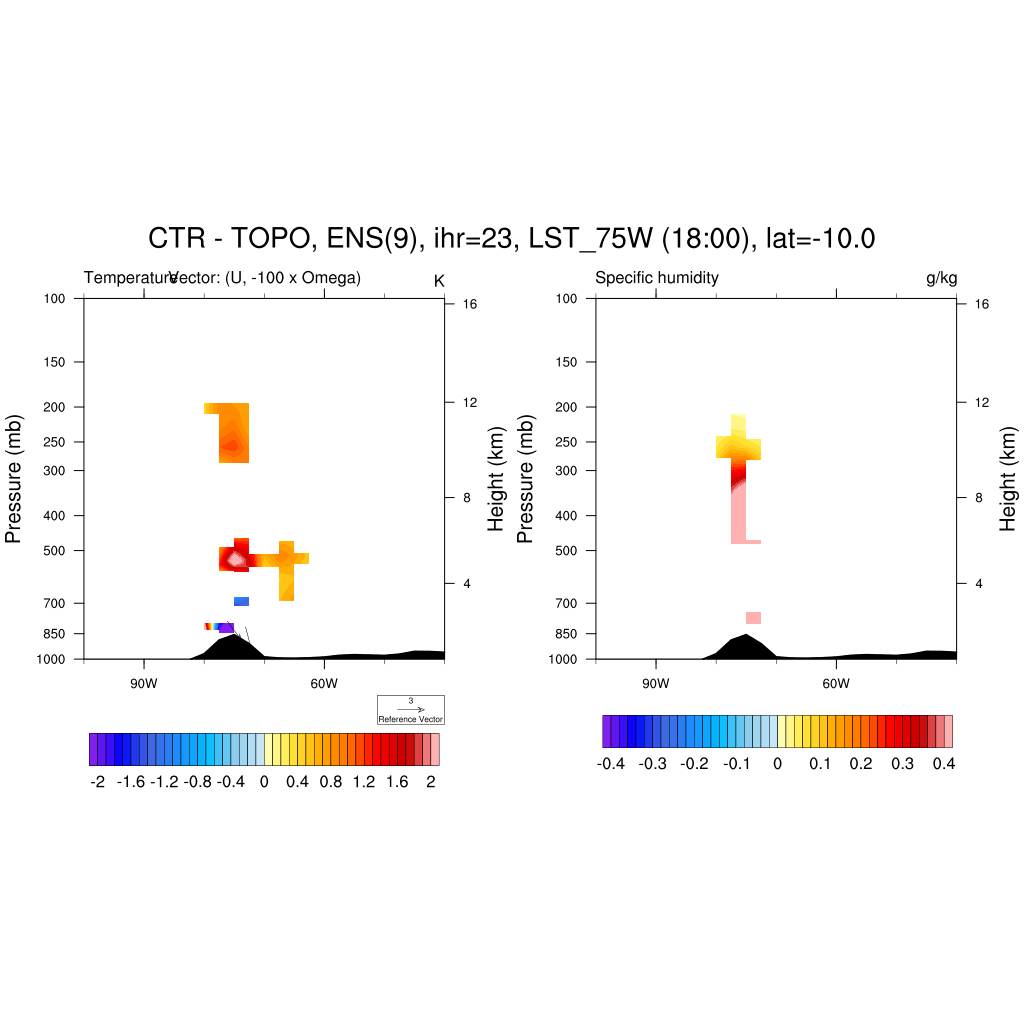 CTR - TOPO, ENS(9), ihr=23, LST_75W (18:00), lat=-10.0
Temperature Vector: (U, -100 x Omega) K
Specific humidity g/kg
100
150
200
250
300
400
500
700
850
1000
Pressure (mb)
16
12
8
4
Height (km)
90W 60W
3
Reference Vector
-2 -1.6 -1.2 -0.8 -0.4 0 0.4 0.8 1.2 1.6 2
100
150
200
250
300
400
500
700
850
1000
Pressure (mb)
16
12
8
4
Height (km)
90W 60W
-0.4 -0.3 -0.2 -0.1 0 0.1 0.2 0.3 0.4